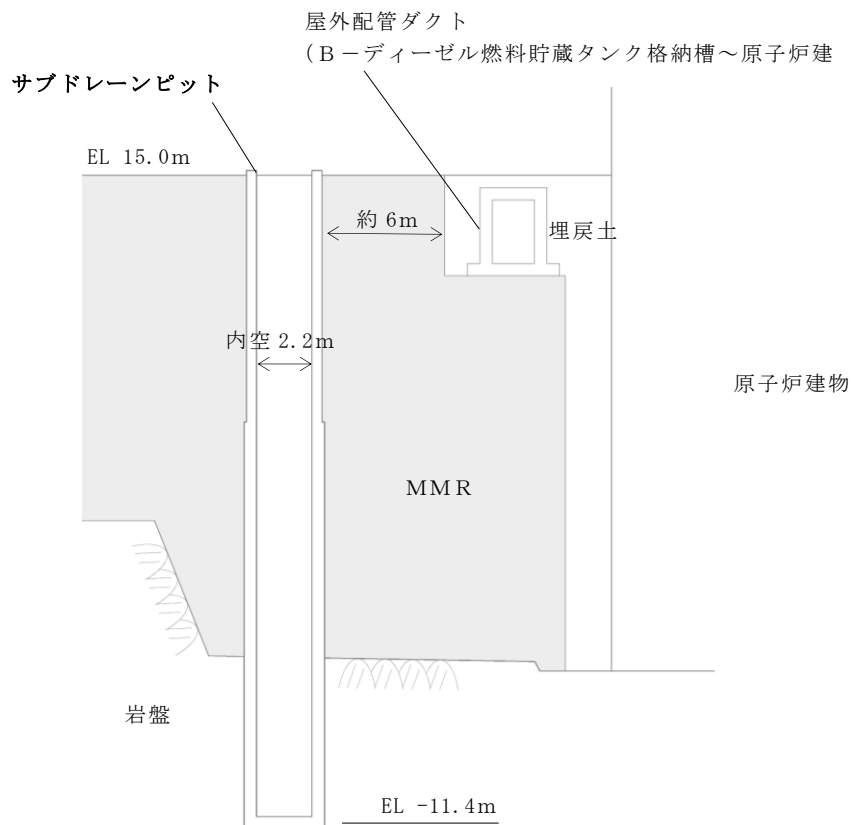 屋外配管ダクト
(B-ディーゼル燃料貯蔵タンク格納槽~原子炉建
サブドレーンピット
EL 15.0m
約 6m
埋戻土
内空 2.2m
原子炉建物
MMR
岩盤
EL -11.4m